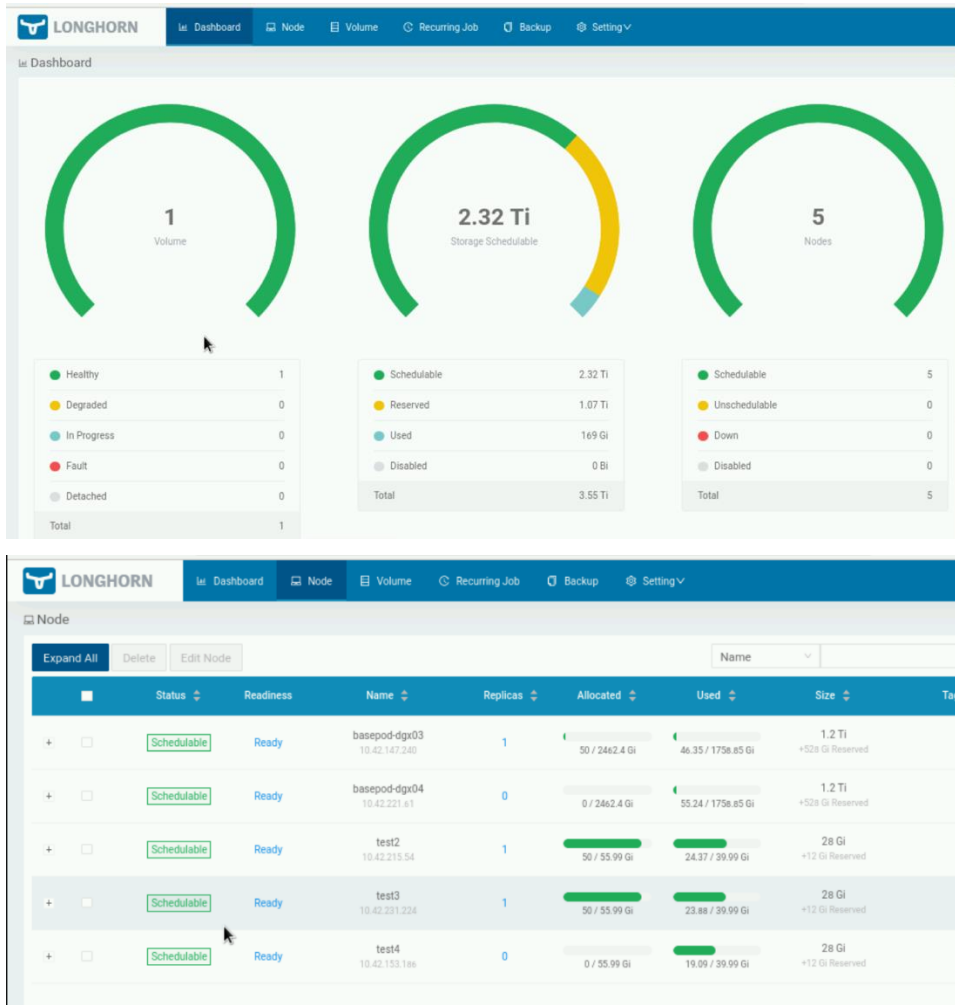 LONGHORN Dashboard Node Volume Recurring Job Backup Setting
Dashboard
1
Volume
2.32 Ti
Storage Schedulable
5
Nodes
Healthy 1
Degraded 0
In Progress 0
Fault 0
Detached 0
Total 1
Schedulable 2.32 Ti
Reserved 1.07 Ti
Used 169 Gi
Disabled 0 Bi
Total 3.55 Ti
Schedulable 5
Unschedulable 0
Down 0
Disabled 0
Total 5
LONGHORN Dashboard Node Volume Recurring Job Backup Setting
Node
Expand All Delete Edit Node Name
Status Readiness Name Replicas Allocated Used Size
+ Schedulable Ready basepod-dgx03 1 50 / 2462.4 Gi 46.35 / 1758.85 Gi 1.2 Ti
10.42.147.240 +528 Gi Reserved
+ Schedulable Ready basepod-dgx04 0 0 / 2462.4 Gi 55.24 / 1758.85 Gi 1.2 Ti
10.42.221.81 +528 Gi Reserved
+ Schedulable Ready test2 1 50 / 55.99 Gi 24.37 / 39.99 Gi 28 Gi
10.42.215.54 +12 Gi Reserved
+ Schedulable Ready test3 1 50 / 55.99 Gi 23.88 / 39.99 Gi 28 Gi
10.42.231.224 +12 Gi Reserved
+ Schedulable Ready test4 0 0 / 55.99 Gi 19.09 / 39.99 Gi 28 Gi
10.42.153.186 +12 Gi Reserved